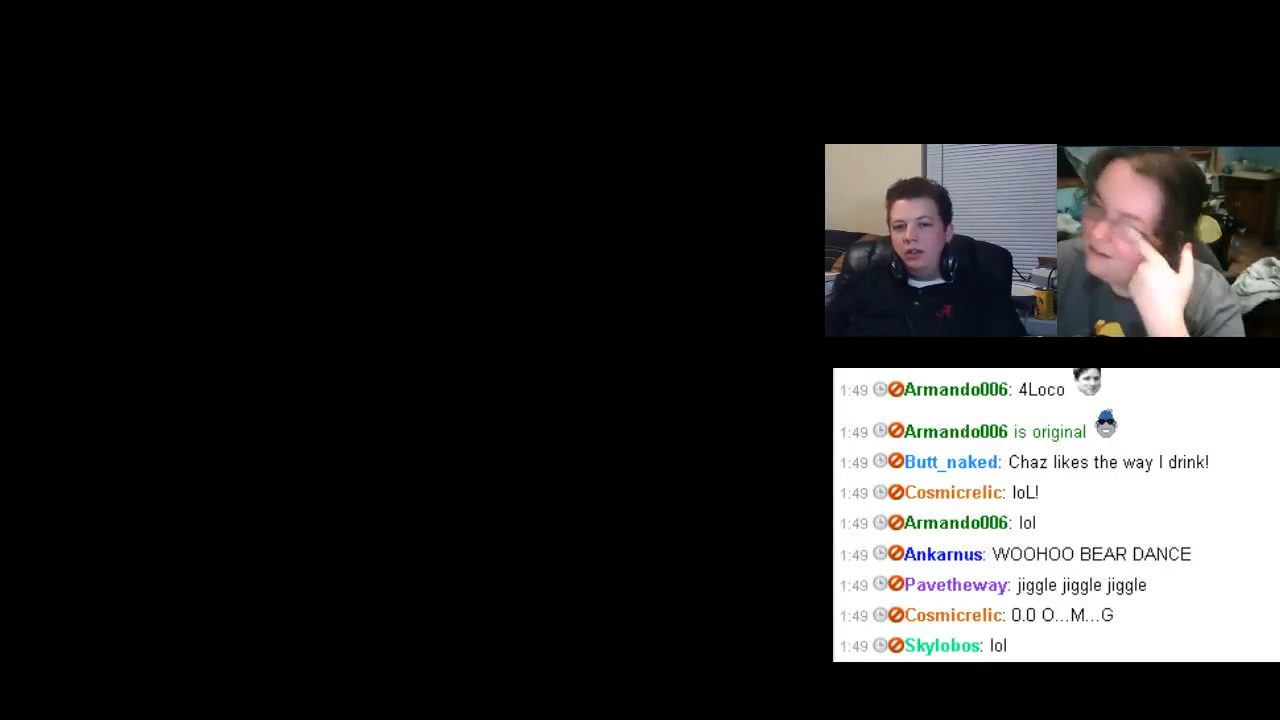 A
1:49 Armando006: 4Loco
1:49 Armando006 is original
1:49 Butt_naked: Chaz likes the way I drink!
1:49 Cosmicrelic: loL!
1:49 Armando006: lol
1:49 Ankarnus: WOOHOO BEAR DANCE
1:49 Pavetheway: jiggle jiggle jiggle
1:49 Cosmicrelic: 0.0 O...M...G
1:49 Skylobos: lol